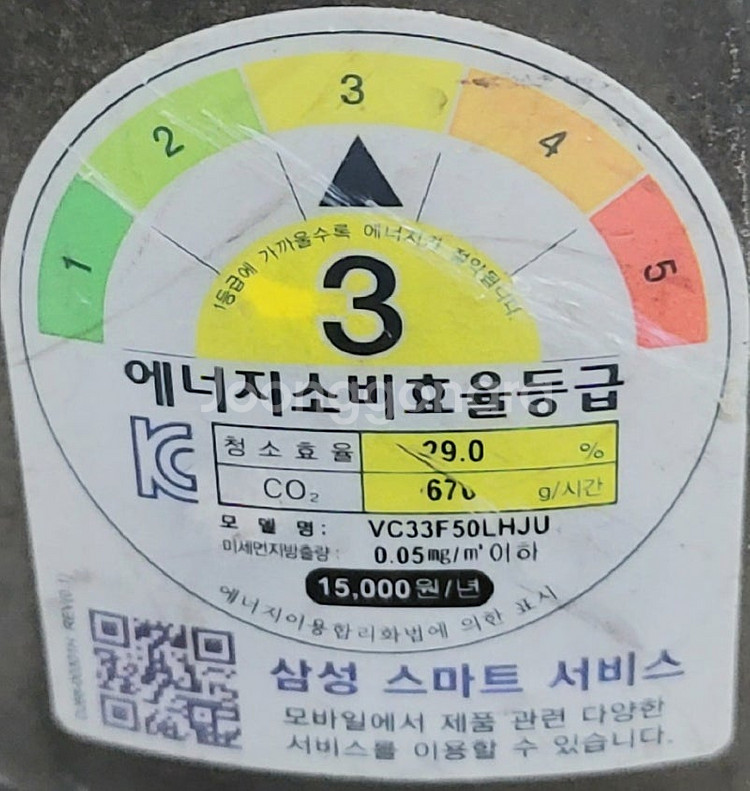 1
2
3
4
5
1등급에 가까울수록 에너지가 절약됩니다.
3
에너지소비효율등급
청소효율 29.0 %
CO₂ 670 g/시간
모델명: VC33F50LHJU
미세먼지방출량: 0.05mg/m³이하
15,000원/년
에너지이용합리화법에 의한 표시
삼성 스마트 서비스
모바일에서 제품 관련 다양한
서비스를 이용할 수 있습니다.